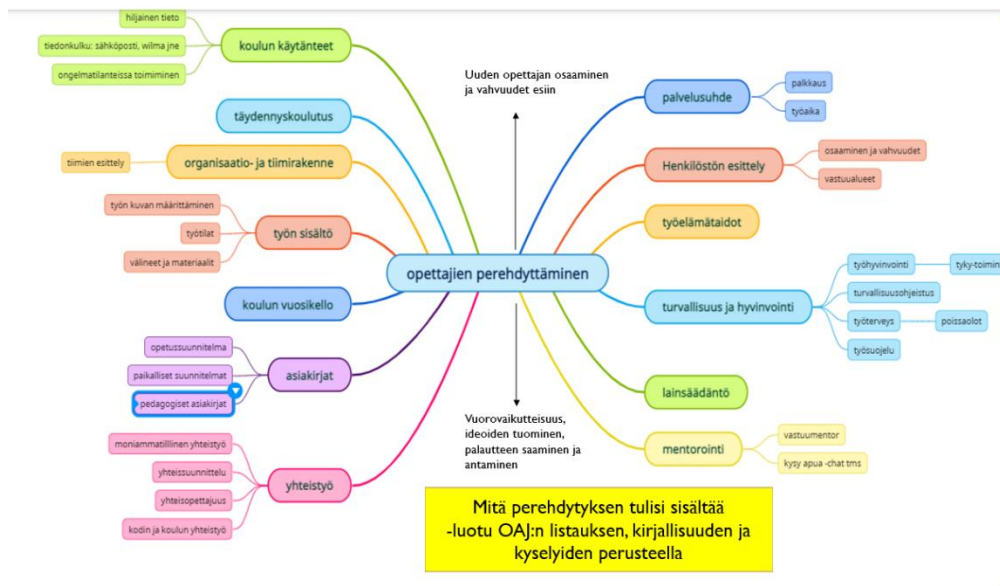 hiljainen tieto
tiedonkulku: sähköposti, wilma jne
ongelmatilanteissa toimiminen
koulun käytänteet
täydennyskoulutus
tiimien esittely
organisaatio- ja tiimirakenne
työn kuvan määrittäminen
työtilat
välineet ja materiaalit
työn sisältö
koulun vuosikello
opetussuunnitelma
paikalliset suunnitelmat
pedagogiset asiakirjat
asiakirjat
moniammatilllinen yhteistyö
yhteissuunnittelu
yhteisopettajuus
kodin ja koulun yhteistyö
yhteistyö
Uuden opettajan osaaminen
ja vahvuudet esiin
opettajien perehdyttäminen
Vuorovaikutteisuus,
ideoiden tuominen,
palautteen saaminen ja
antaminen
palvelusuhde
palkkaus
työaika
Henkilöstön esittely
osaaminen ja vahvuudet
vastuualueet
työelämätaidot
turvallisuus ja hyvinvointi
työhyvinvointi
tyky-toimin
turvallisuusohjeistus
työterveys
poissaolot
työsuojelu
lainsäädäntö
mentorointi
vastuumentor
kysy apua -chat tms
Mitä perehdytyksen tulisi sisältää
-luotu OAJ:n listauksen, kirjallisuuden ja
kyselyiden perusteella